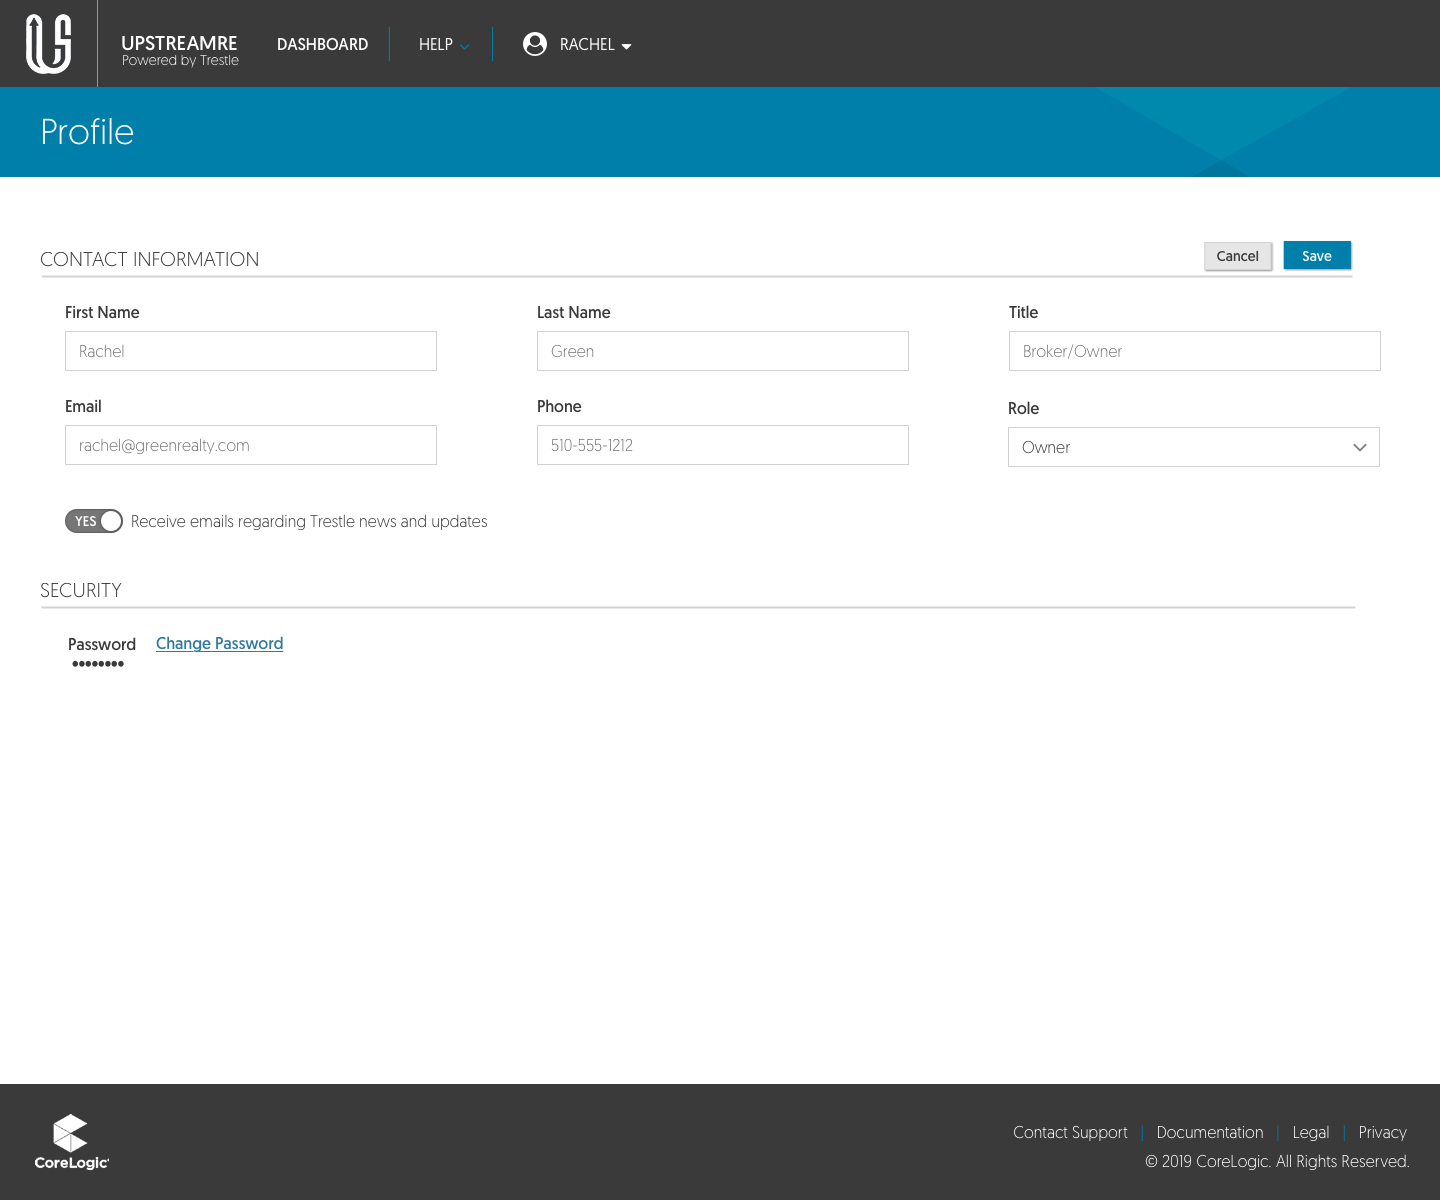 UPSTREAMRE
Powered by Trestle
DASHBOARD
HELP
RACHEL
Profile
CONTACT INFORMATION
Cancel
Save
First Name
Last Name
Title
Rachel
Green
Broker/Owner
Email
Phone
Role
rachel@greenrealty.com
510-555-1212
Owner
YES Receive emails regarding Trestle news and updates
SECURITY
Password
Change Password
••••••••
CoreLogic
Contact Support | Documentation | Legal | Privacy
© 2019 CoreLogic. All Rights Reserved.